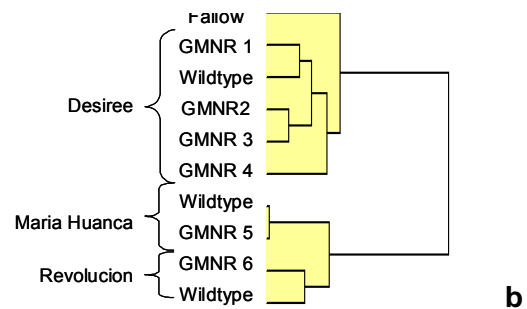 Fallow
GMNR 1
Wildtype
Desiree
GMNR2
GMNR 3
GMNR 4
Wildtype
Maria Huanca
GMNR 5
GMNR 6
Revolucion
Wildtype
b